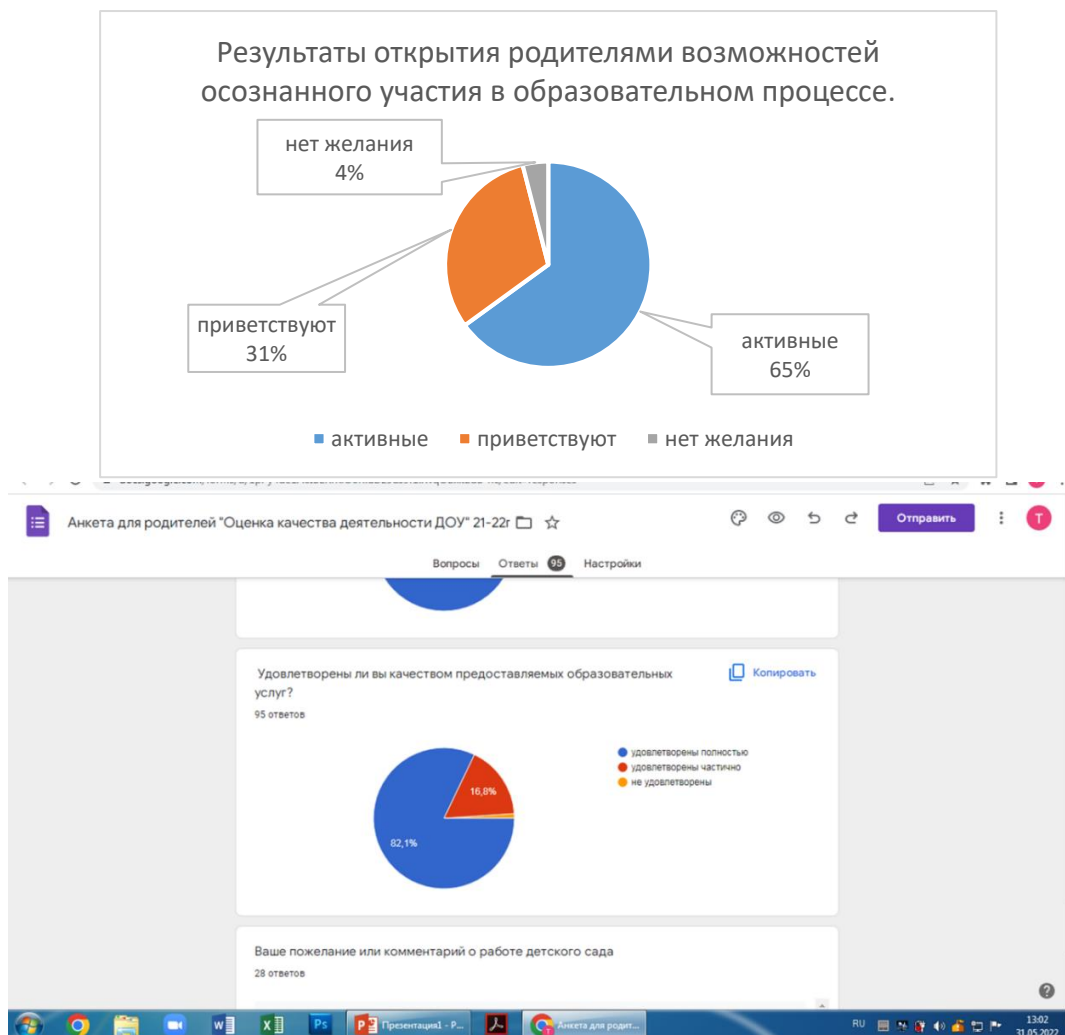 Результаты открытия родителями возможностей
осознанного участия в образовательном процессе.
нет желания
4%
приветствуют
31%
активные
65%
активные приветствуют нет желания
Анкета для родителей "Оценка качества деятельности ДОУ" 21-22г
Отправить
T
Вопросы Ответы 95 Настройки
Удовлетворены ли вы качеством предоставляемых образовательных
услуг?
Копировать
95 ответов
удовлетворены полностью
удовлетворены частично
не удовлетворены
16,8%
82,1%
Ваше пожелание или комментарий о работе детского сада
28 ответов
Презентация1 - P...
Анкета для родит...
RU
13:02
31.05.2022